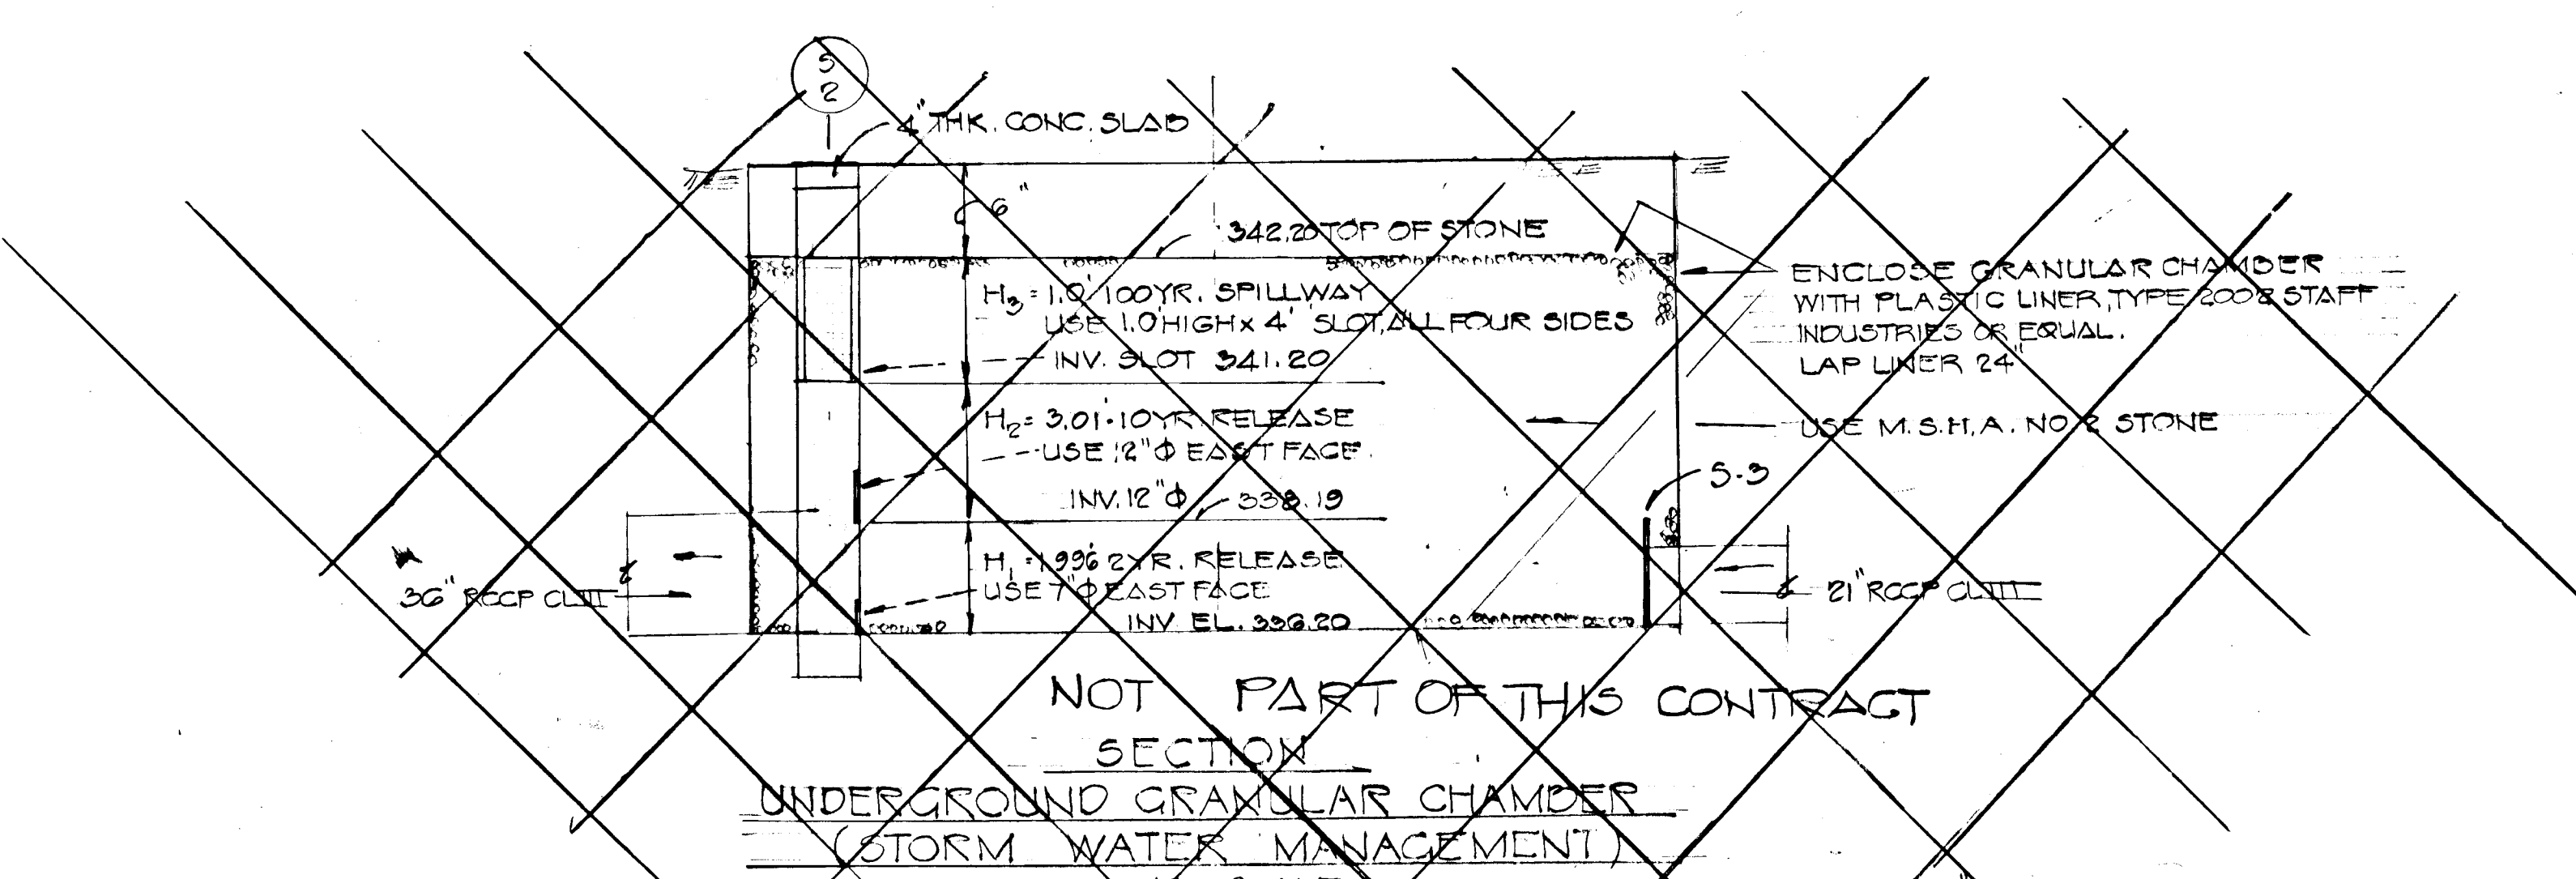 S
2
4" THK. CONC. SLAB
6"
342.20 TOP OF STONE
H3 = 1.0' 100YR. SPILLWAY
USE 1.0' HIGH x 4' SLOT, ALL FOUR SIDES
INV. SLOT 341.20
H2 = 3.01' 10YR. RELEASE
USE 12"Φ EAST FACE.
INV. 12"Φ 338.19
H1 = 1.996' 2YR. RELEASE
USE 7"Φ EAST FACE
INV. EL. 336.20
ENCLOSE GRANULAR CHAMBER
WITH PLASTIC LINER, TYPE 2008 STAFF
INDUSTRIES OR EQUAL.
LAP LINER 24"
USE M.S.H.A. NO 2 STONE
S-3
36" RCCP CL III
21" RCCP CL III
NOT PART OF THIS CONTRACT
SECTION
UNDERGROUND GRANULAR CHAMBER
(STORM WATER MANAGEMENT)